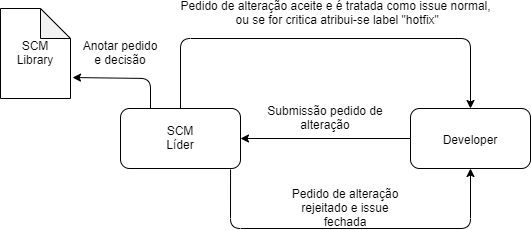 Pedido de alteração aceite e é tratada como issue normal,
ou se for critica atribui-se label "hotfix"
SCM
Library
Anotar pedido
e decisão
SCM
Líder
Submissão pedido de
alteração
Developer
Pedido de alteração
rejeitado e issue
fechada